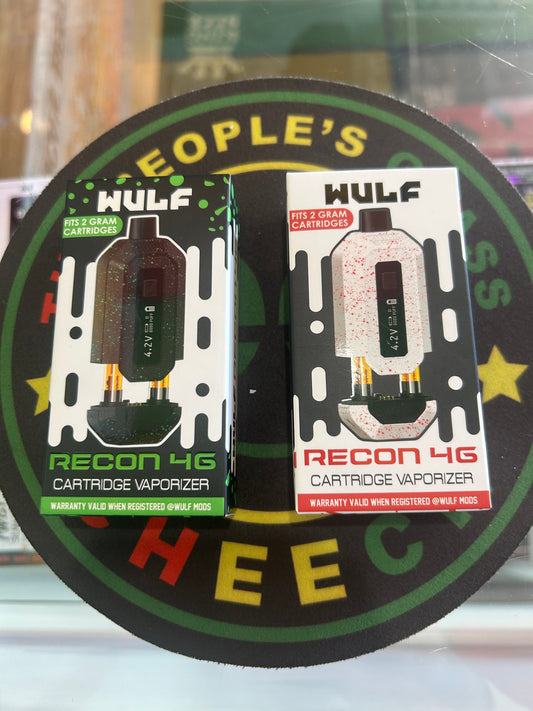 PEOPLE'S
WULF
FITS 2 GRAM
CARTRIDGES
4.2V
RECON 4G
CARTRIDGE VAPORIZER
WARRANTY VALID WHEN REGISTERED @WULF MODS
WULF
FITS 2 GRAM
CARTRIDGES
4.2V
RECON 4G
CARTRIDGE VAPORIZER
WARRANTY VALID WHEN REGISTERED @WULF MODS
HEE